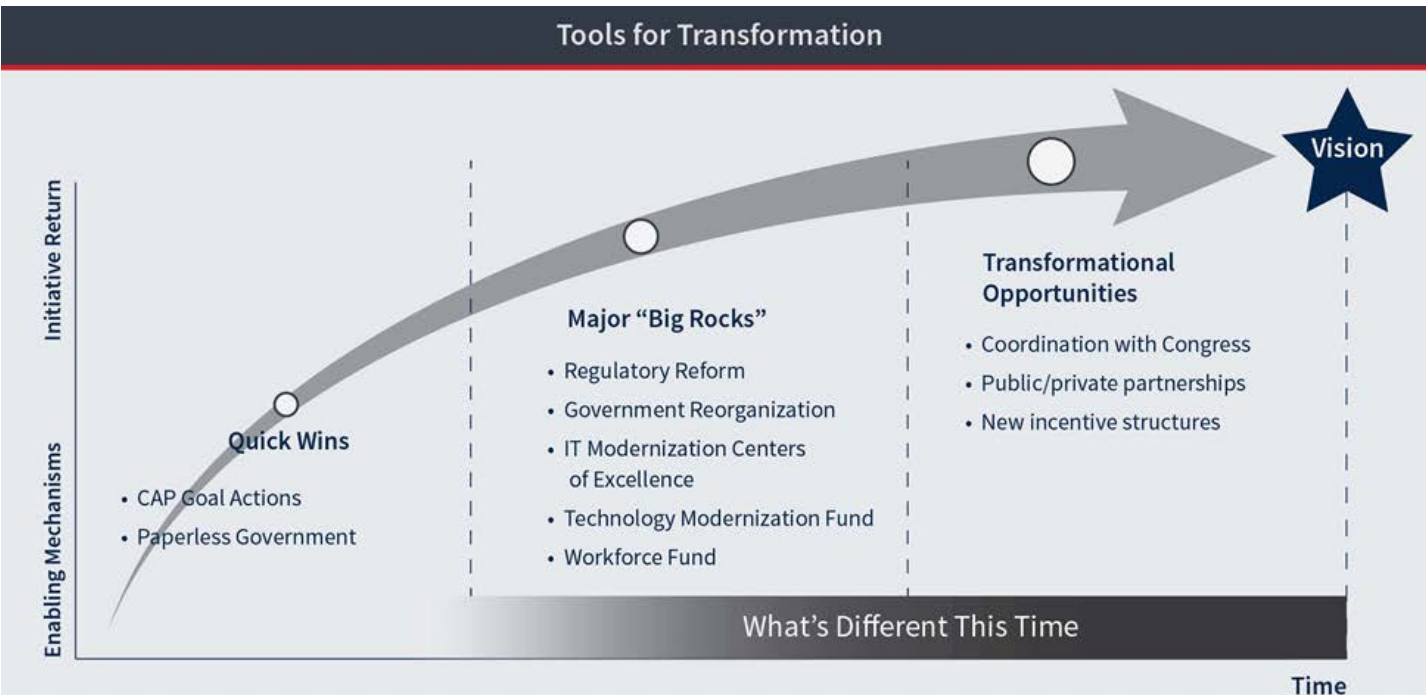 Tools for Transformation
Vision
Initiative Return
Enabling Mechanisms
Quick Wins
• CAP Goal Actions
• Paperless Government
Major “Big Rocks”
• Regulatory Reform
• Government Reorganization
• IT Modernization Centers
of Excellence
• Technology Modernization Fund
• Workforce Fund
Transformational
Opportunities
• Coordination with Congress
• Public/private partnerships
• New incentive structures
What’s Different This Time
Time